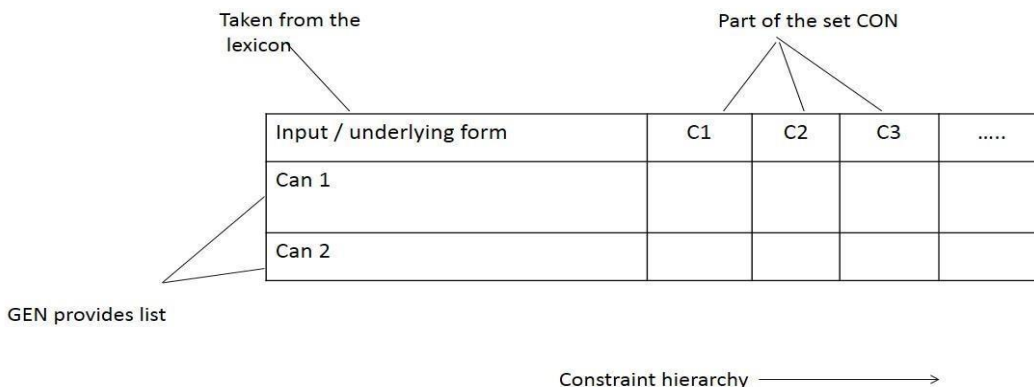 Taken from the
lexicon
Part of the set CON
Input / underlying form
C1
C2
C3
.....
Can 1
Can 2
GEN provides list
Constraint hierarchy